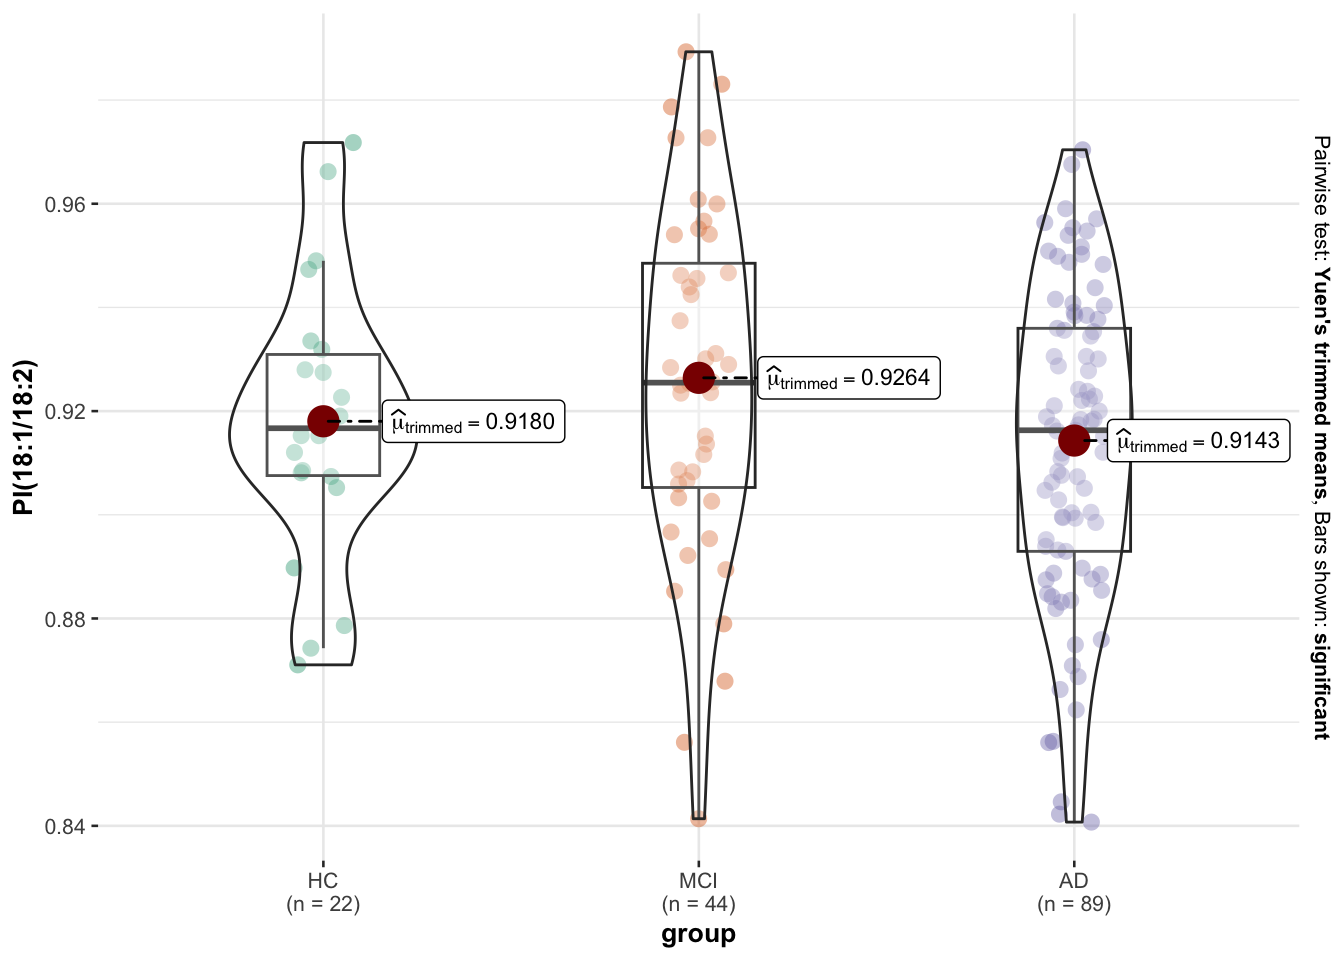 PI(18:1/18:2)
0.96
0.92
0.88
0.84
μ̂trimmed = 0.9180
μ̂trimmed = 0.9264
μ̂trimmed = 0.9143
HC
(n = 22)
MCI
(n = 44)
AD
(n = 89)
group
Pairwise test: Yuen's trimmed means, Bars shown: significant